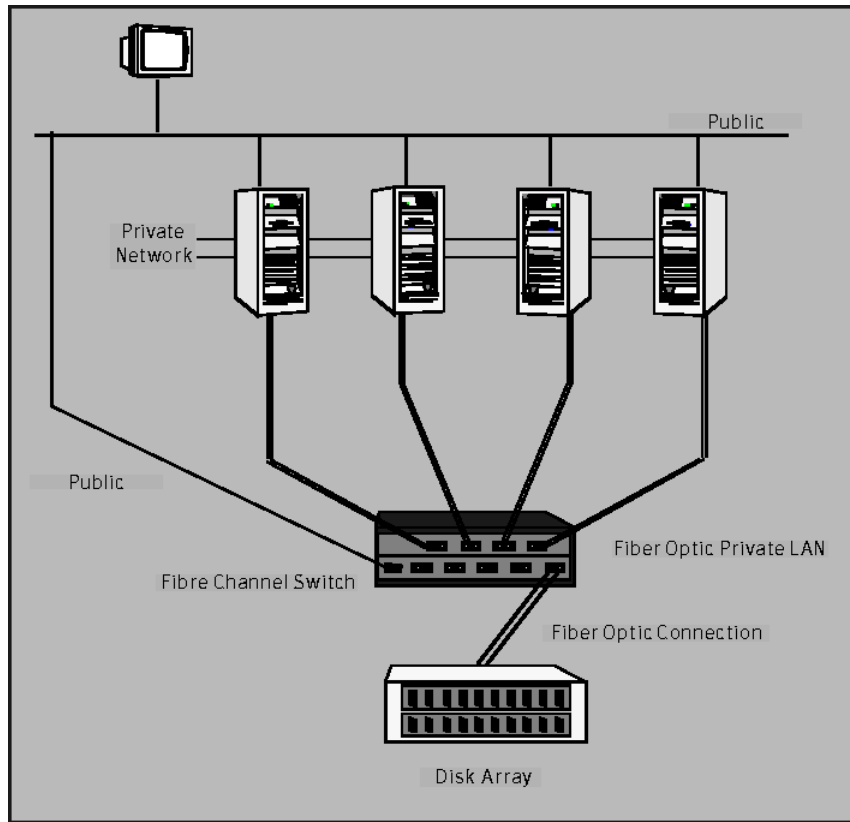 Public
Private
Network
Public
Fiber Optic Private LAN
Fibre Channel Switch
Fiber Optic Connection
Disk Array